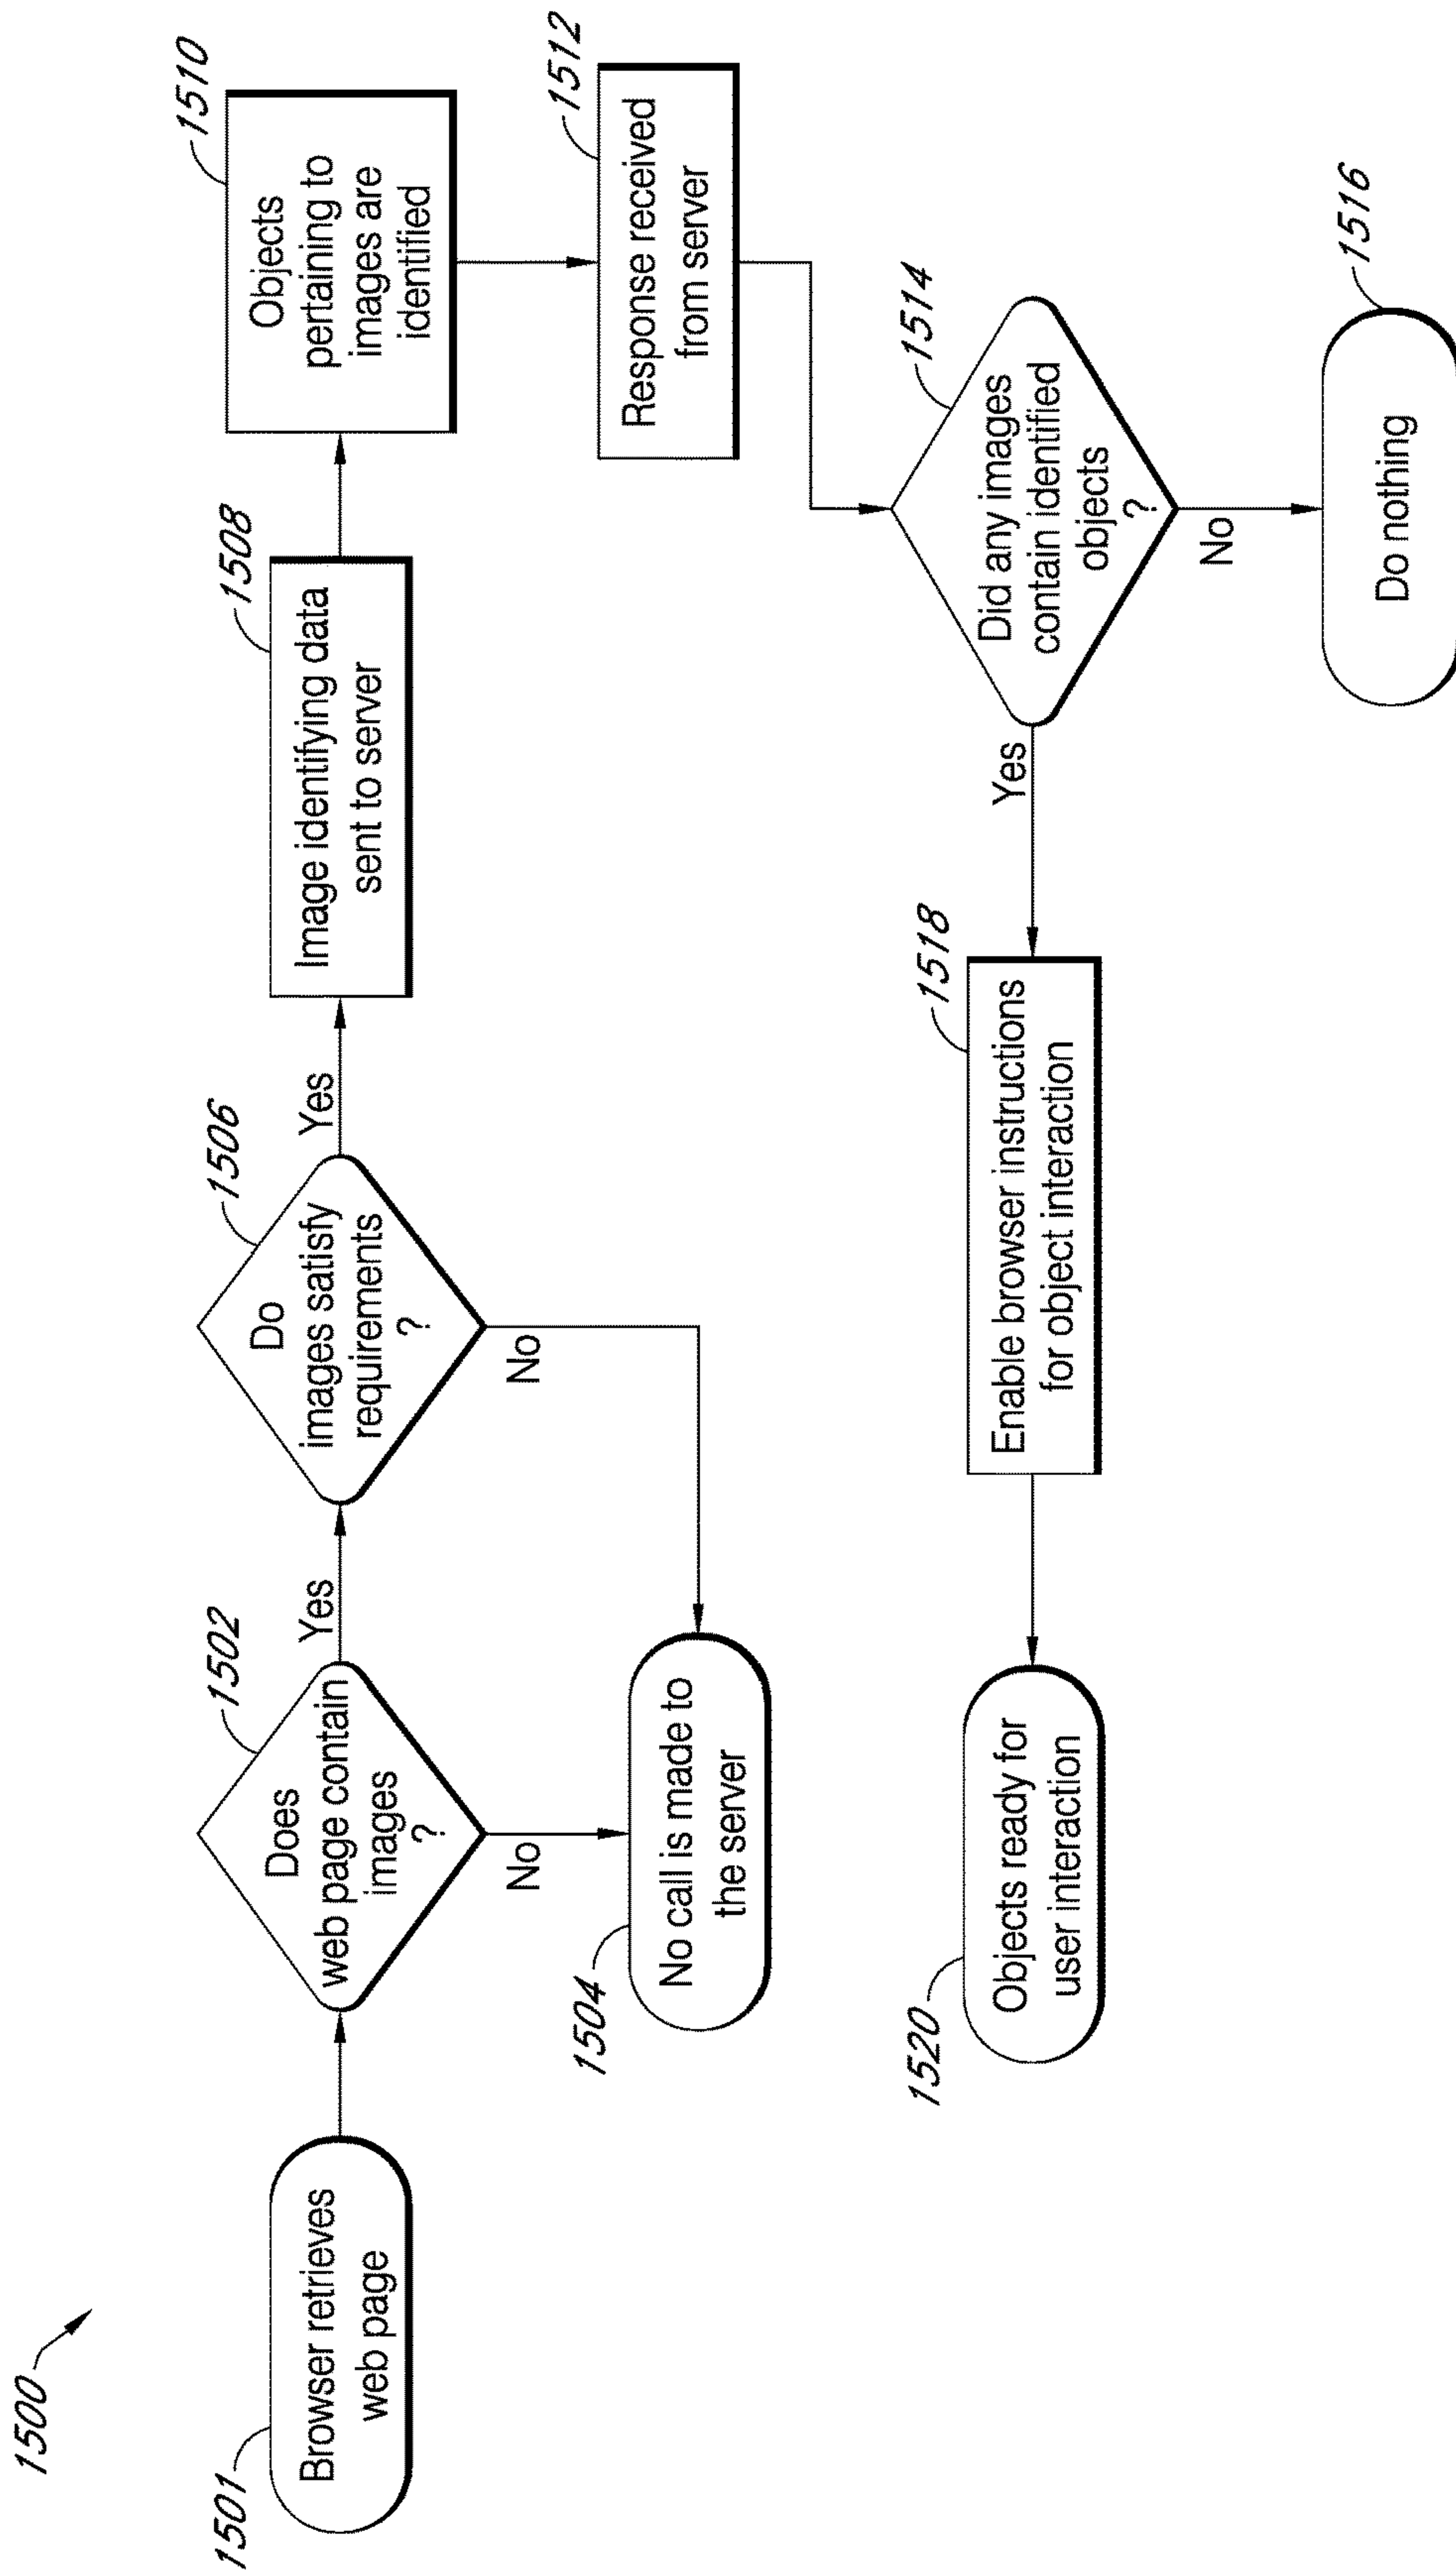 1500
1501
Browser retrieves
web page
1502
Does
web page contain
images
?
Yes
No
1504
No call is made to
the server
1506
Do
images satisfy
requirements
?
Yes
No
1508
Image identifying data
sent to server
1510
Objects
pertaining to
images are
identified
1512
Response received
from server
1514
Did any images
contain identified
objects
?
Yes
No
1516
Do nothing
1518
Enable browser instructions
for object interaction
1520
Objects ready for
user interaction